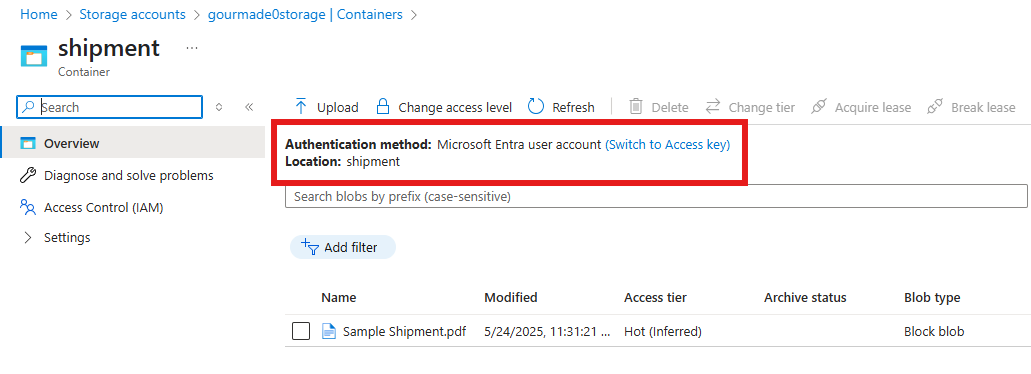 Home > Storage accounts > gourmade0storage | Containers >
shipment ...
Container
Search
Upload Change access level Refresh Delete Change tier Acquire lease Break lease
Overview
Diagnose and solve problems
Access Control (IAM)
Settings
Authentication method: Microsoft Entra user account (Switch to Access key)
Location: shipment
Search blobs by prefix (case-sensitive)
Add filter
Name Modified Access tier Archive status Blob type
Sample Shipment.pdf 5/24/2025, 11:31:21 ... Hot (Inferred) Block blob